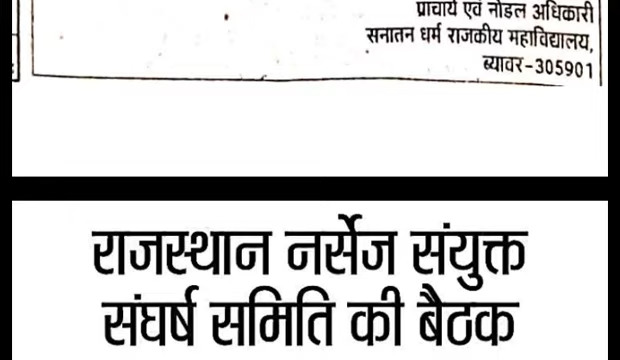 प्राचार्य एवं नोडल अधिकारी
सनातन धर्म राजकीय महाविद्यालय,
ब्यावर-305901
राजस्थान नर्सेज संयुक्त
संघर्ष समिति की बैठक